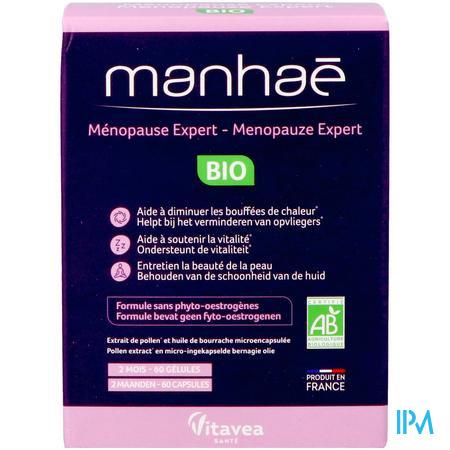 BIO
manhaē
Ménopause Expert - Menopauze Expert
BIO
Aide à diminuer les bouffées de chaleur*
Helpt bij het verminderen van opvliegers*
Aide à soutenir la vitalité*
Ondersteunt de vitaliteit*
Entretien la beauté de la peau
Behouden van de schoonheid van de huid
Formule sans phyto-oestrogènes
Formule bevat geen fyto-oestrogenen
Extrait de pollen* et huile de bourrache microencapsulée
Pollen extract* en micro-ingekapselde bernagie olie
2 MOIS - 60 GÉLULES
2 MAANDEN - 60 CAPSULES
CERTIFIÉ
AB
AGRICULTURE
BIOLOGIQUE
PRODUIT EN
FRANCE
Vitavea
SANTÉ
IPM